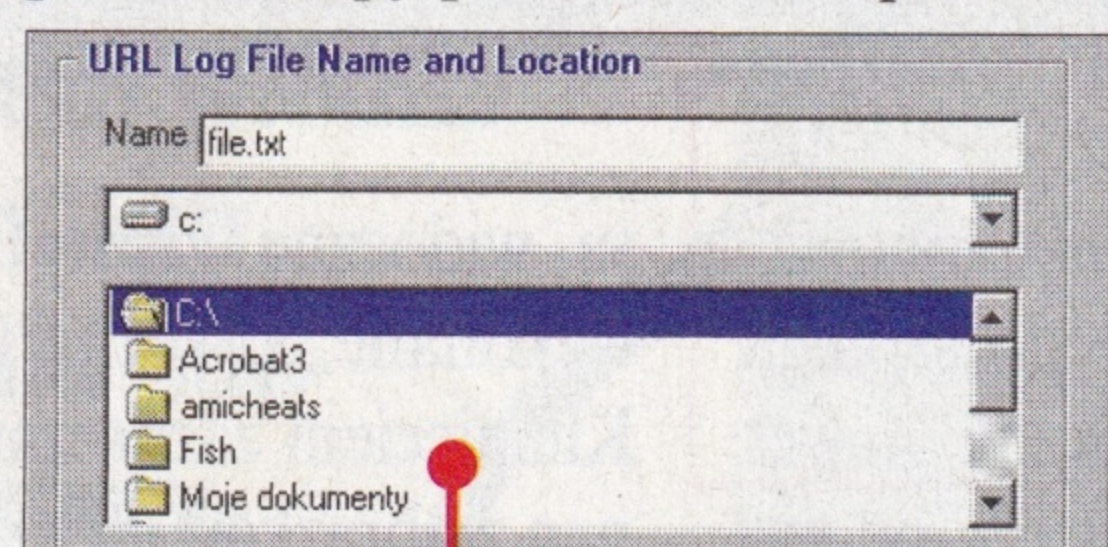 URL Log File Name and Location
Name file.txt
c:
C:\
Acrobat3
amicheats
Fish
Moje dokumenty